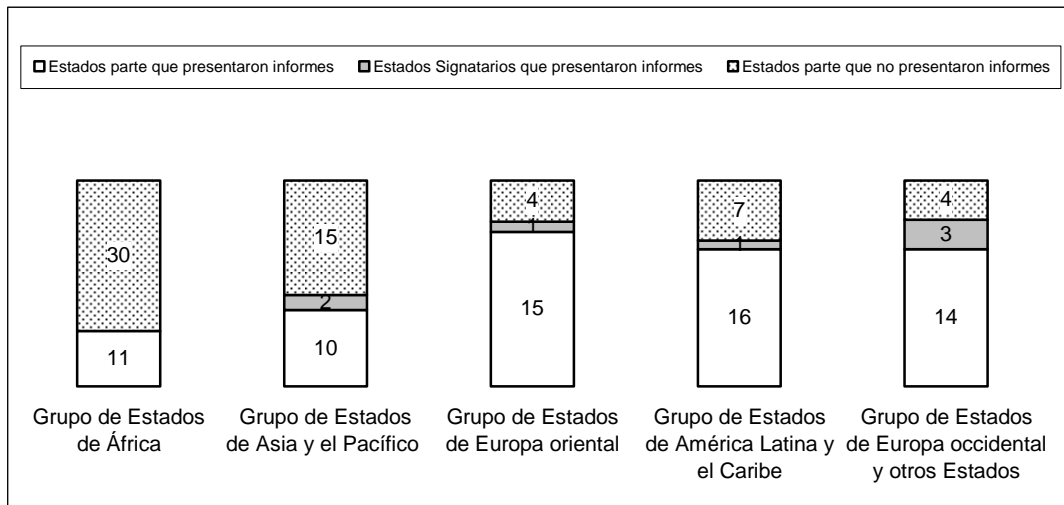 Estados parte que presentaron informes Estados Signatarios que presentaron informes Estados parte que no presentaron informes
30
11
15
2
10
4
1
15
7
1
16
4
3
14
Grupo de Estados
de África
Grupo de Estados
de Asia y el Pacífico
Grupo de Estados
de Europa oriental
Grupo de Estados
de América Latina y
el Caribe
Grupo de Estados
de Europa occidental
y otros Estados